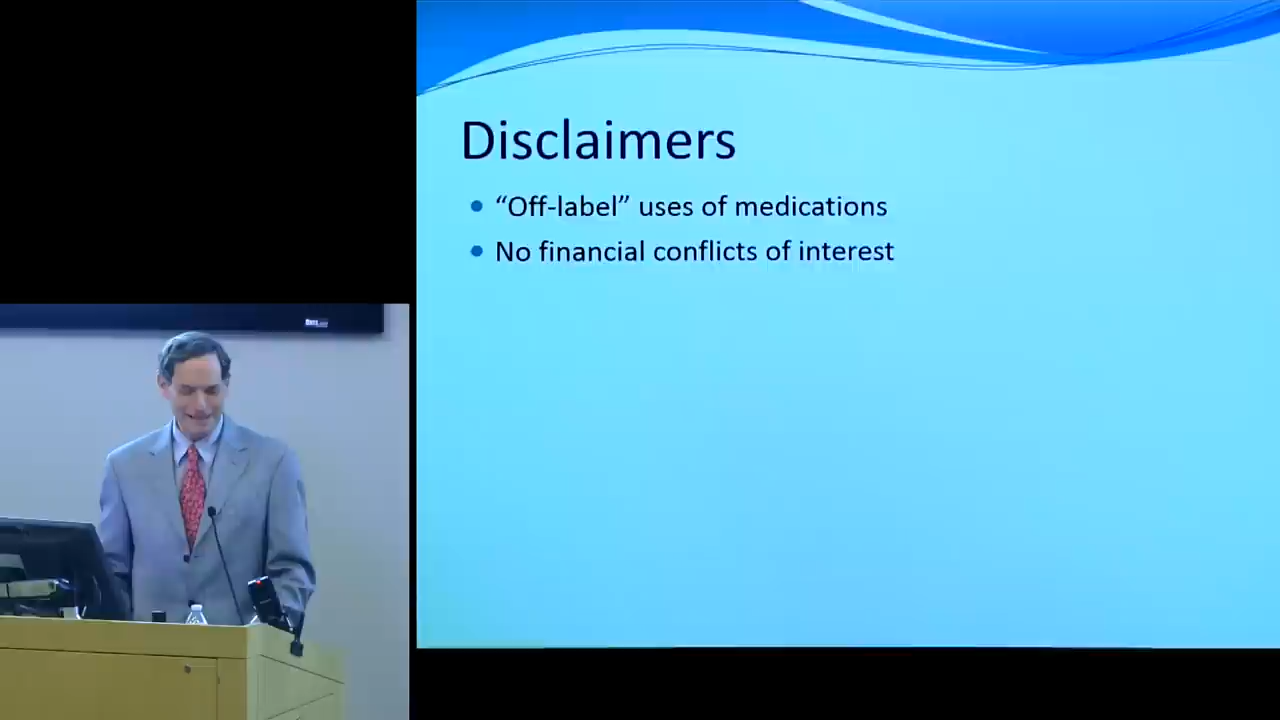 Disclaimers
“Off-label” uses of medications
No financial conflicts of interest